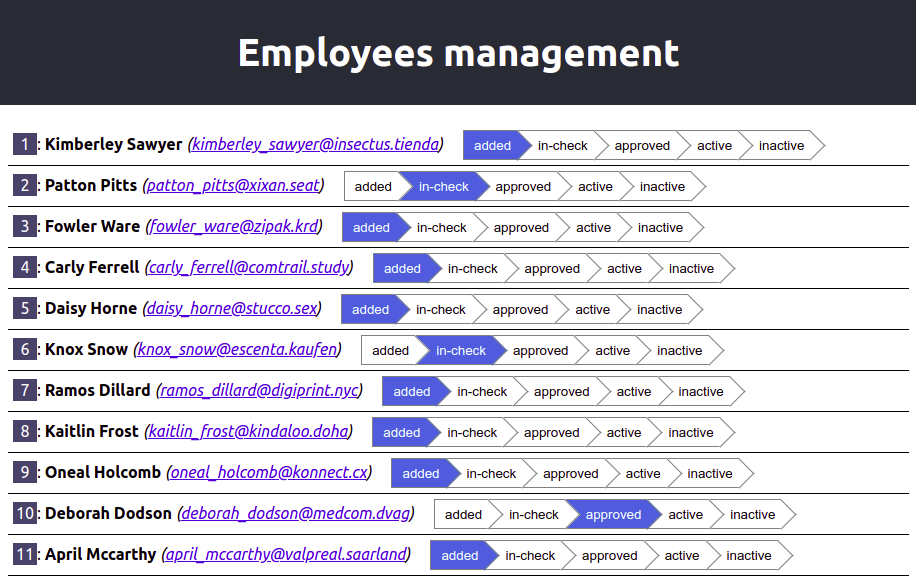 Employees management
1: Kimberley Sawyer (kimberley_sawyer@insectus.tienda) added in-check approved active inactive
2: Patton Pitts (patton_pitts@xixan.seat) added in-check approved active inactive
3: Fowler Ware (fowler_ware@zipak.krd) added in-check approved active inactive
4: Carly Ferrell (carly_ferrell@comtrail.study) added in-check approved active inactive
5: Daisy Horne (daisy_horne@stucco.sex) added in-check approved active inactive
6: Knox Snow (knox_snow@escenta.kaufen) added in-check approved active inactive
7: Ramos Dillard (ramos_dillard@digiprint.nyc) added in-check approved active inactive
8: Kaitlin Frost (kaitlin_frost@kindaloo.doha) added in-check approved active inactive
9: Oneal Holcomb (oneal_holcomb@konnect.cx) added in-check approved active inactive
10: Deborah Dodson (deborah_dodson@medcom.dvag) added in-check approved active inactive
11: April Mccarthy (april_mccarthy@valpreal.saarland) added in-check approved active inactive